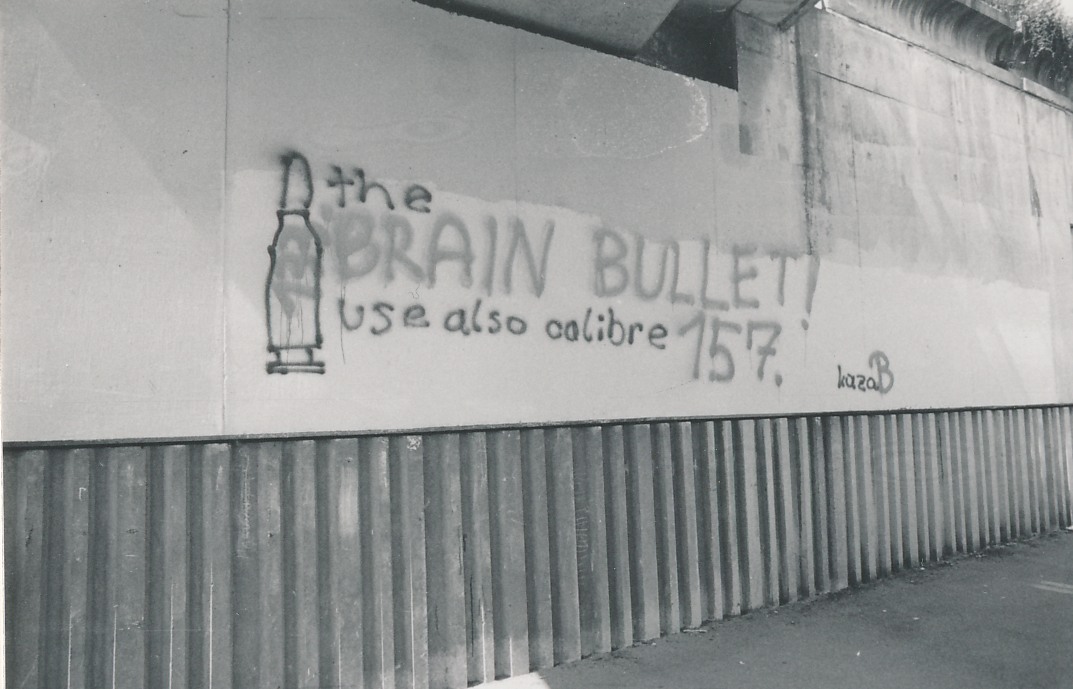 the
BRAIN BULLET!
use also calibre 157.
kazaB